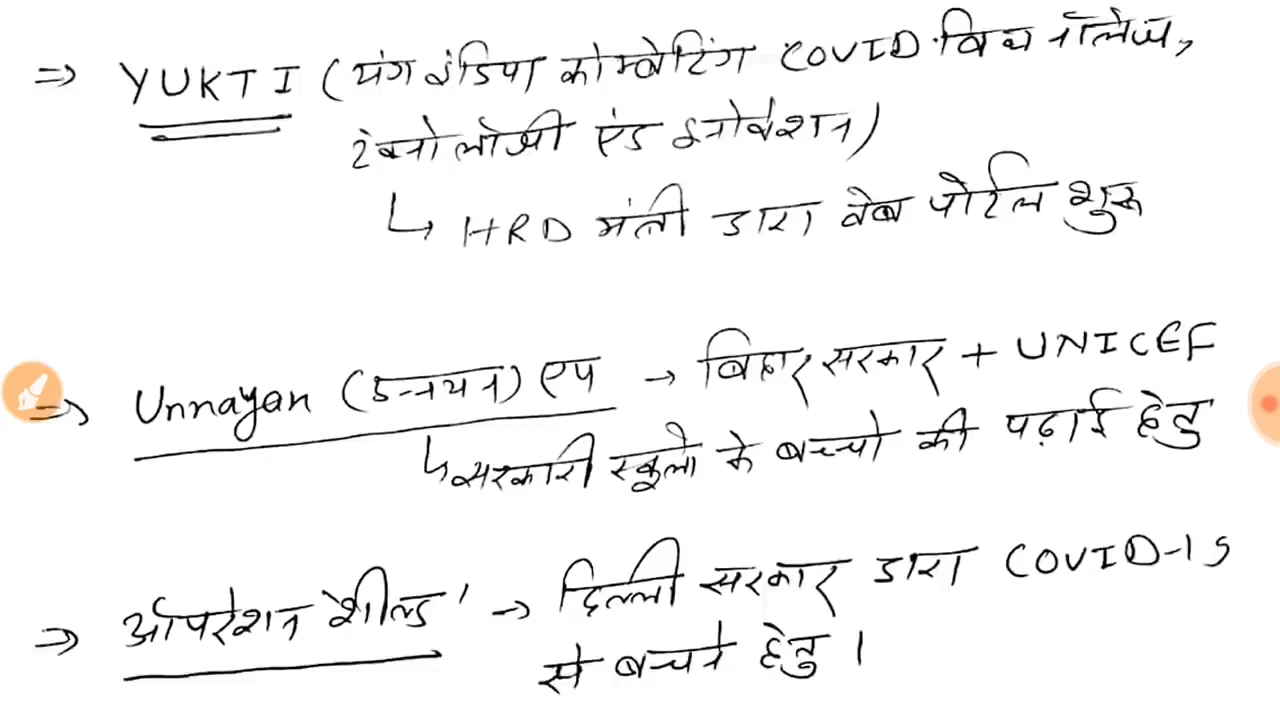 ⇒ YUKTI (यंग इंडिया कोम्बेटिंग COVID विथ नॉलेज,
टेक्नोलॉजी एंड इनोवेशन)
↳ HRD मंत्री द्वारा वेब पोर्टल शुरू
⇒ Unnayan (उन्नयन) एप → बिहार सरकार + UNICEF
↳ सरकारी स्कूलो के बच्चो की पढ़ाई हेतु
⇒ ऑपरेशन शील्ड' → दिल्ली सरकार द्वारा COVID-19
से बचने हेतु।